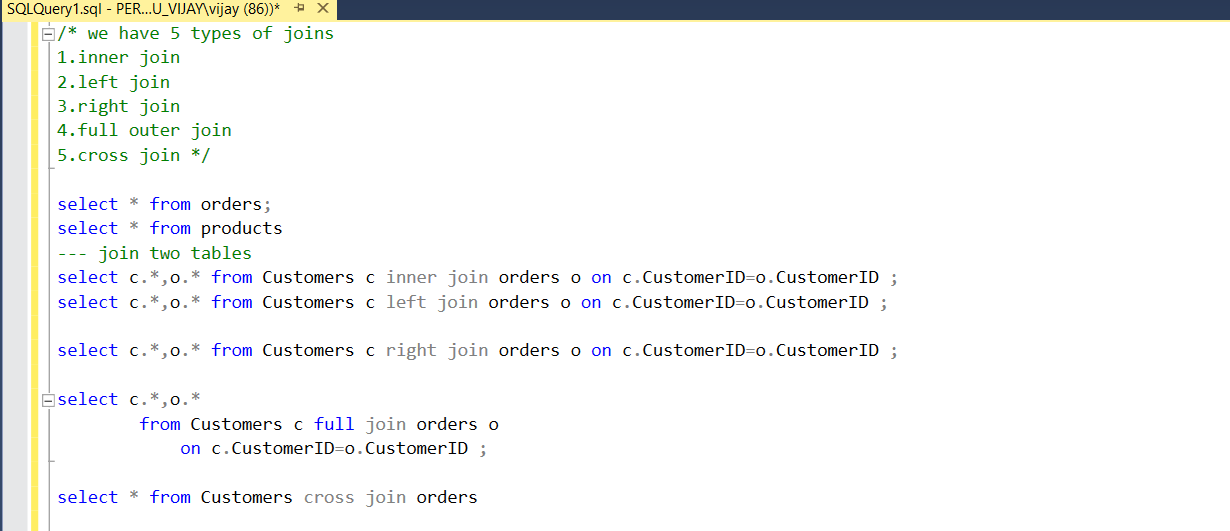 SQLQuery1.sql - PER...U_VIJAY\vijay (86))*
/* we have 5 types of joins
1.inner join
2.left join
3.right join
4.full outer join
5.cross join */
select * from orders;
select * from products
--- join two tables
select c.*,o.* from Customers c inner join orders o on c.CustomerID=o.CustomerID ;
select c.*,o.* from Customers c left join orders o on c.CustomerID=o.CustomerID ;
select c.*,o.* from Customers c right join orders o on c.CustomerID=o.CustomerID ;
select c.*,o.*
from Customers c full join orders o
on c.CustomerID=o.CustomerID ;
select * from Customers cross join orders